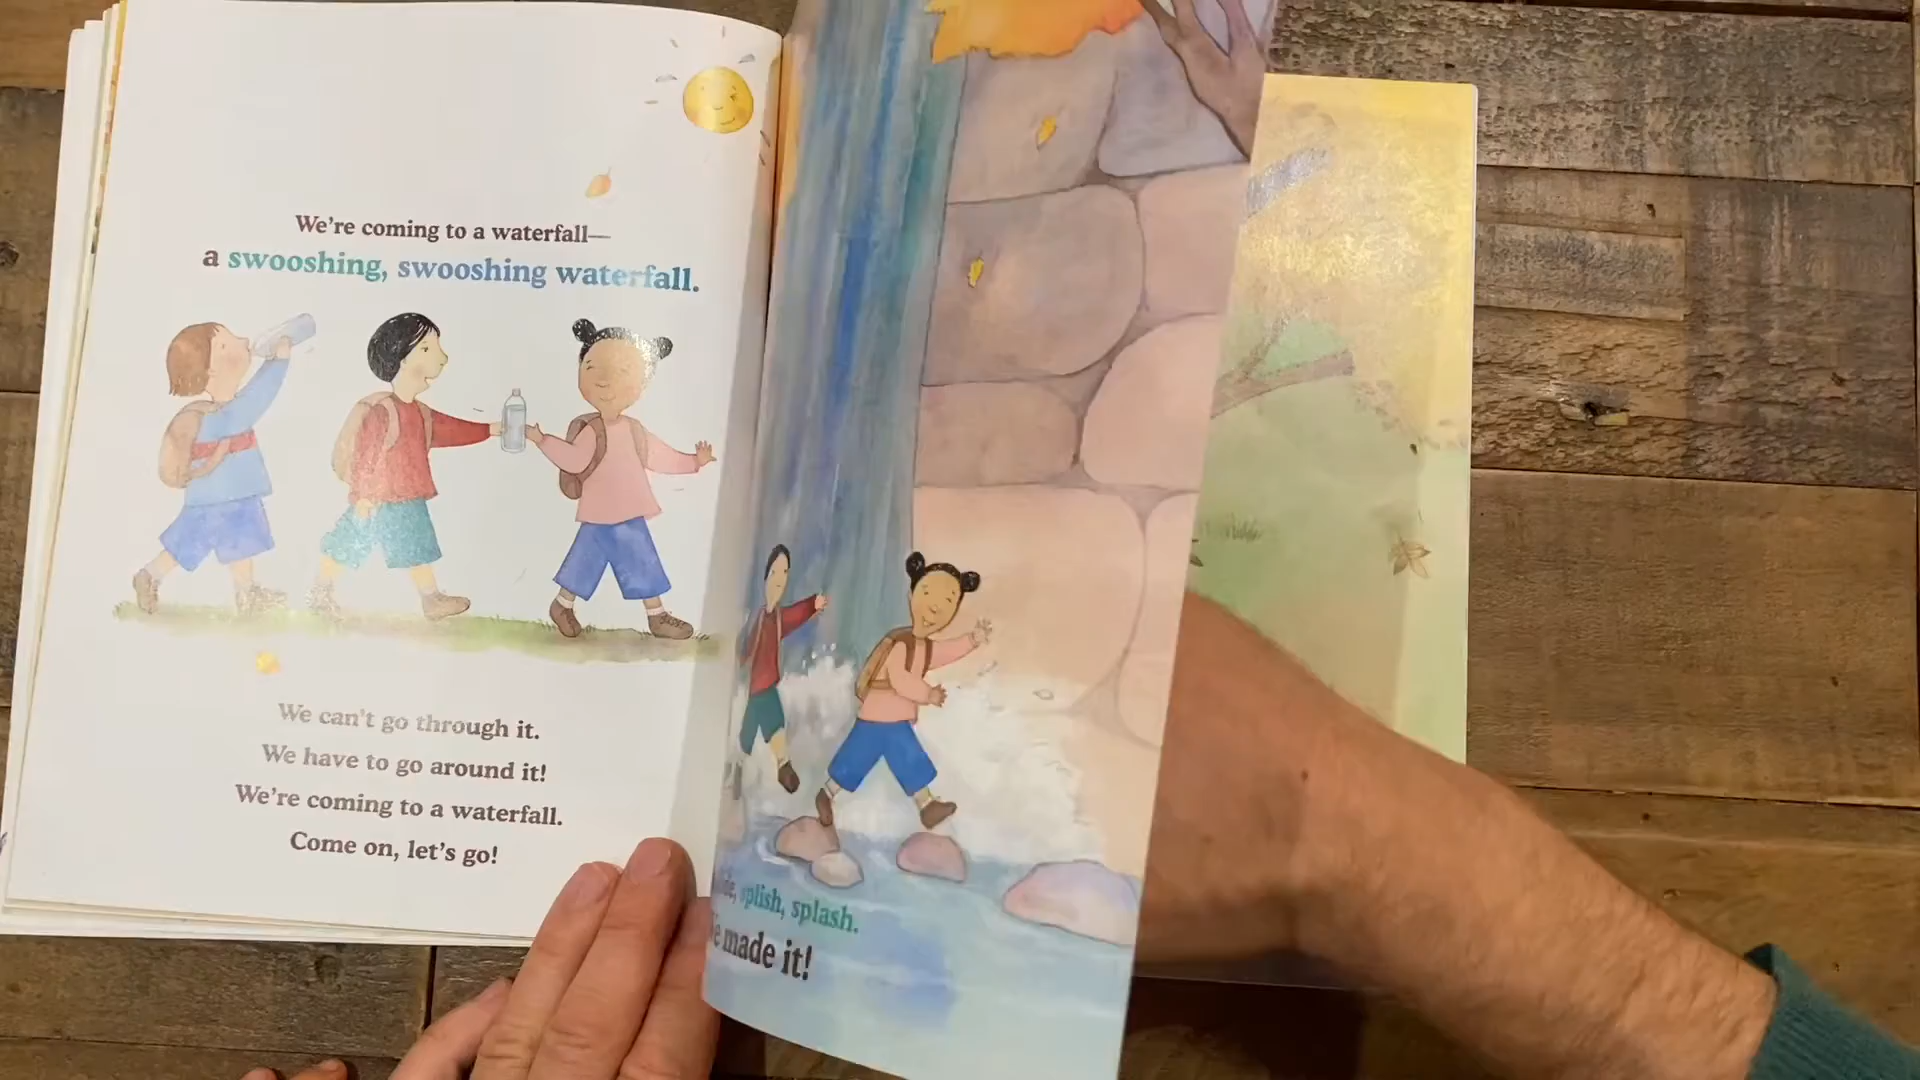 We're coming to a waterfall—
a swooshing, swooshing waterfall.
We can't go through it.
We have to go around it!
We're coming to a waterfall.
Come on, let's go!
splish, splash.
made it!